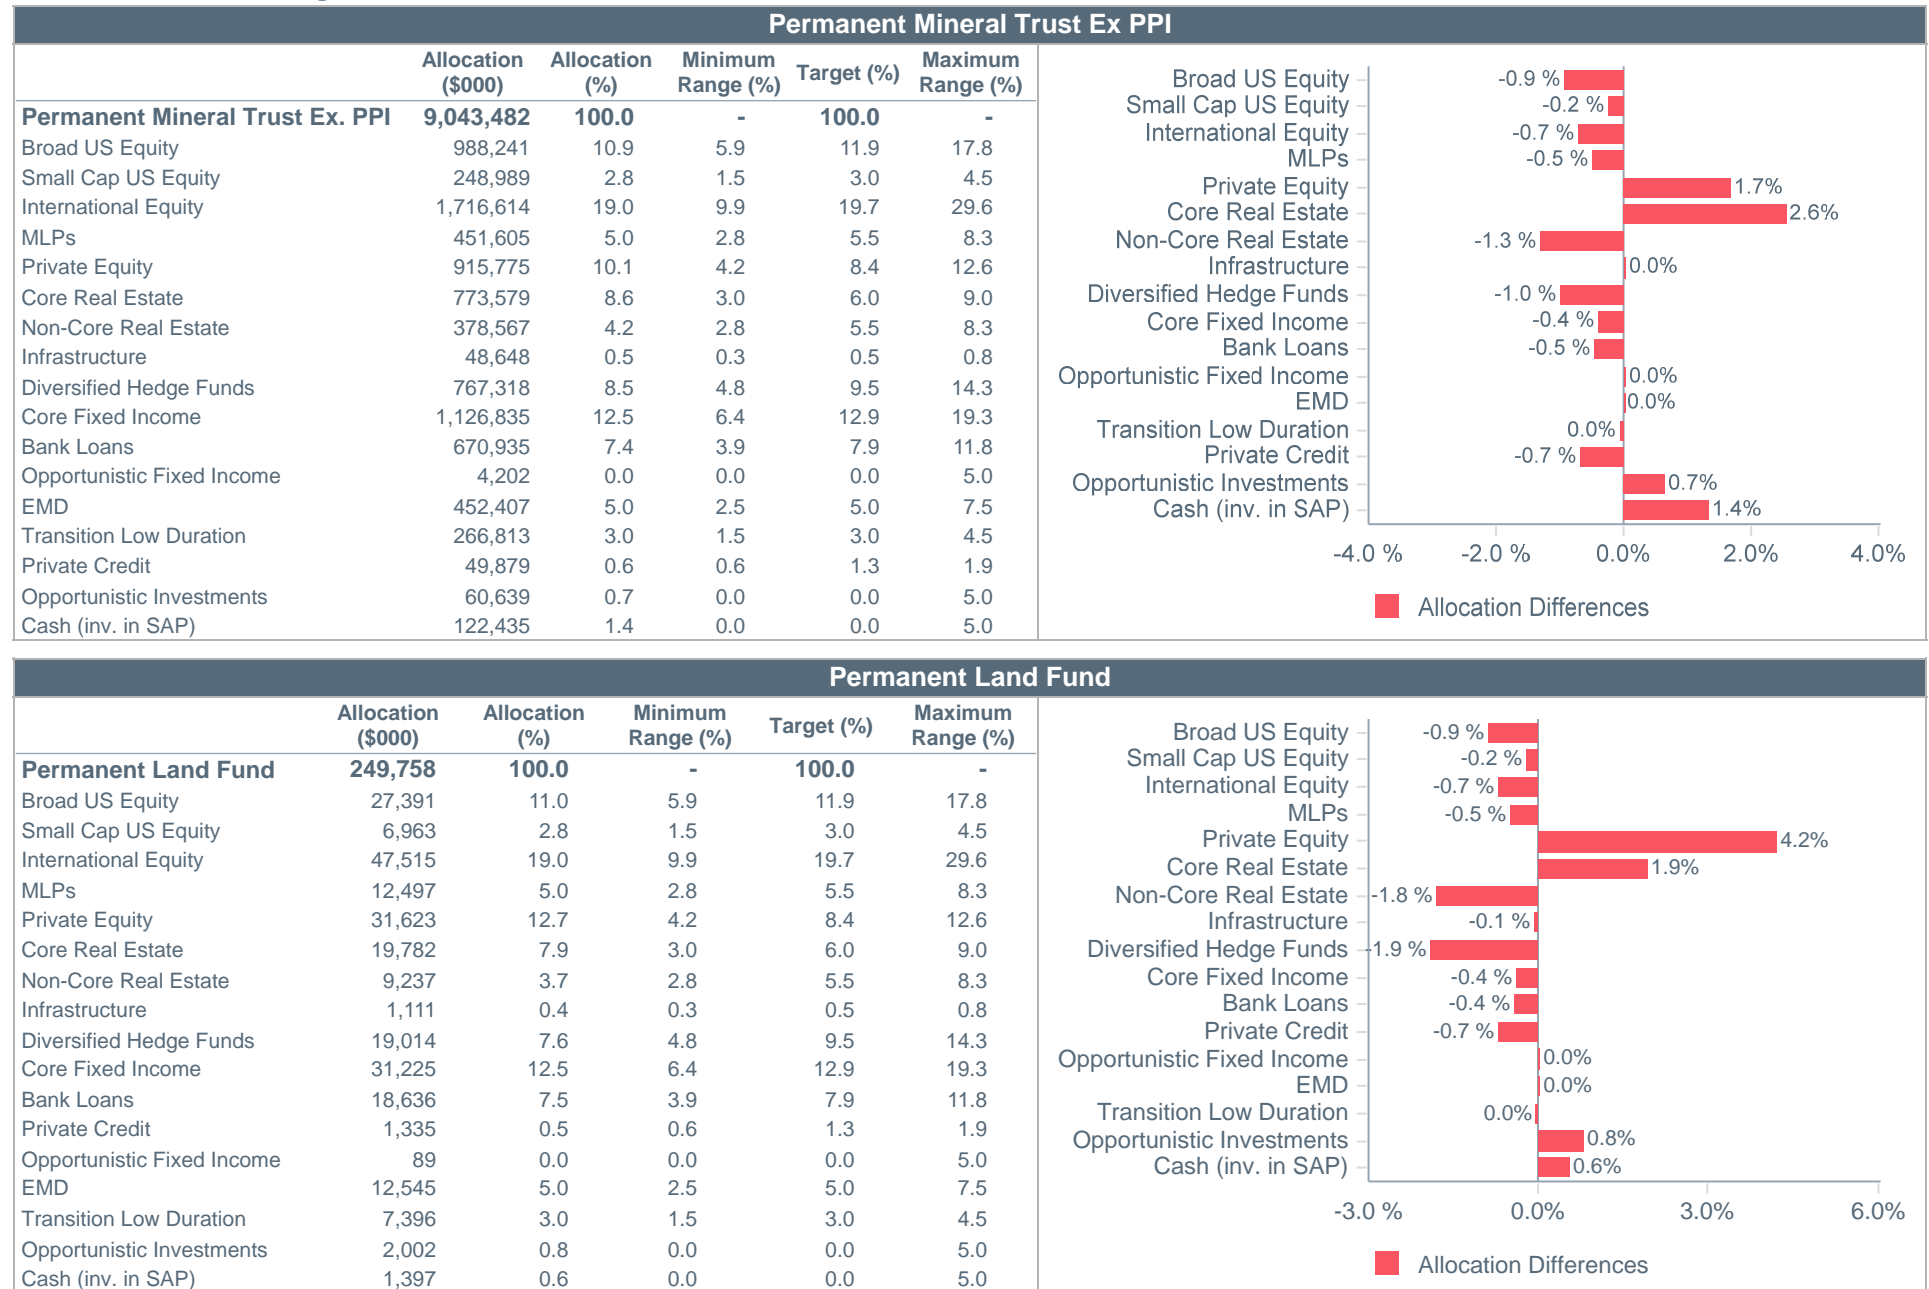 Permanent Mineral Trust Ex PPI
Allocation ($000) Allocation (%) Minimum Range (%) Target (%) Maximum Range (%)
Permanent Mineral Trust Ex. PPI 9,043,482 100.0 - 100.0 -
Broad US Equity 988,241 10.9 5.9 11.9 17.8
Small Cap US Equity 248,989 2.8 1.5 3.0 4.5
International Equity 1,716,614 19.0 9.9 19.7 29.6
MLPs 451,605 5.0 2.8 5.5 8.3
Private Equity 915,775 10.1 4.2 8.4 12.6
Core Real Estate 773,579 8.6 3.0 6.0 9.0
Non-Core Real Estate 378,567 4.2 2.8 5.5 8.3
Infrastructure 48,648 0.5 0.3 0.5 0.8
Diversified Hedge Funds 767,318 8.5 4.8 9.5 14.3
Core Fixed Income 1,126,835 12.5 6.4 12.9 19.3
Bank Loans 670,935 7.4 3.9 7.9 11.8
Opportunistic Fixed Income 4,202 0.0 0.0 0.0 5.0
EMD 452,407 5.0 2.5 5.0 7.5
Transition Low Duration 266,813 3.0 1.5 3.0 4.5
Private Credit 49,879 0.6 0.6 1.3 1.9
Opportunistic Investments 60,639 0.7 0.0 0.0 5.0
Cash (inv. in SAP) 122,435 1.4 0.0 0.0 5.0
Broad US Equity -0.9 %
Small Cap US Equity -0.2 %
International Equity -0.7 %
MLPs -0.5 %
Private Equity 1.7%
Core Real Estate 2.6%
Non-Core Real Estate -1.3 %
Infrastructure 0.0%
Diversified Hedge Funds -1.0 %
Core Fixed Income -0.4 %
Bank Loans -0.5 %
Opportunistic Fixed Income 0.0%
EMD 0.0%
Transition Low Duration 0.0%
Private Credit -0.7 %
Opportunistic Investments 0.7%
Cash (inv. in SAP) 1.4%
-4.0 % -2.0 % 0.0% 2.0% 4.0%
Allocation Differences
Permanent Land Fund
Allocation ($000) Allocation (%) Minimum Range (%) Target (%) Maximum Range (%)
Permanent Land Fund 249,758 100.0 - 100.0 -
Broad US Equity 27,391 11.0 5.9 11.9 17.8
Small Cap US Equity 6,963 2.8 1.5 3.0 4.5
International Equity 47,515 19.0 9.9 19.7 29.6
MLPs 12,497 5.0 2.8 5.5 8.3
Private Equity 31,623 12.7 4.2 8.4 12.6
Core Real Estate 19,782 7.9 3.0 6.0 9.0
Non-Core Real Estate 9,237 3.7 2.8 5.5 8.3
Infrastructure 1,111 0.4 0.3 0.5 0.8
Diversified Hedge Funds 19,014 7.6 4.8 9.5 14.3
Core Fixed Income 31,225 12.5 6.4 12.9 19.3
Bank Loans 18,636 7.5 3.9 7.9 11.8
Private Credit 1,335 0.5 0.6 1.3 1.9
Opportunistic Fixed Income 89 0.0 0.0 0.0 5.0
EMD 12,545 5.0 2.5 5.0 7.5
Transition Low Duration 7,396 3.0 1.5 3.0 4.5
Opportunistic Investments 2,002 0.8 0.0 0.0 5.0
Cash (inv. in SAP) 1,397 0.6 0.0 0.0 5.0
Broad US Equity -0.9 %
Small Cap US Equity -0.2 %
International Equity -0.7 %
MLPs -0.5 %
Private Equity 4.2%
Core Real Estate 1.9%
Non-Core Real Estate -1.8 %
Infrastructure -0.1 %
Diversified Hedge Funds -1.9 %
Core Fixed Income -0.4 %
Bank Loans -0.4 %
Private Credit -0.7 %
Opportunistic Fixed Income 0.0%
EMD 0.0%
Transition Low Duration 0.0%
Opportunistic Investments 0.8%
Cash (inv. in SAP) 0.6%
-3.0 % 0.0% 3.0% 6.0%
Allocation Differences